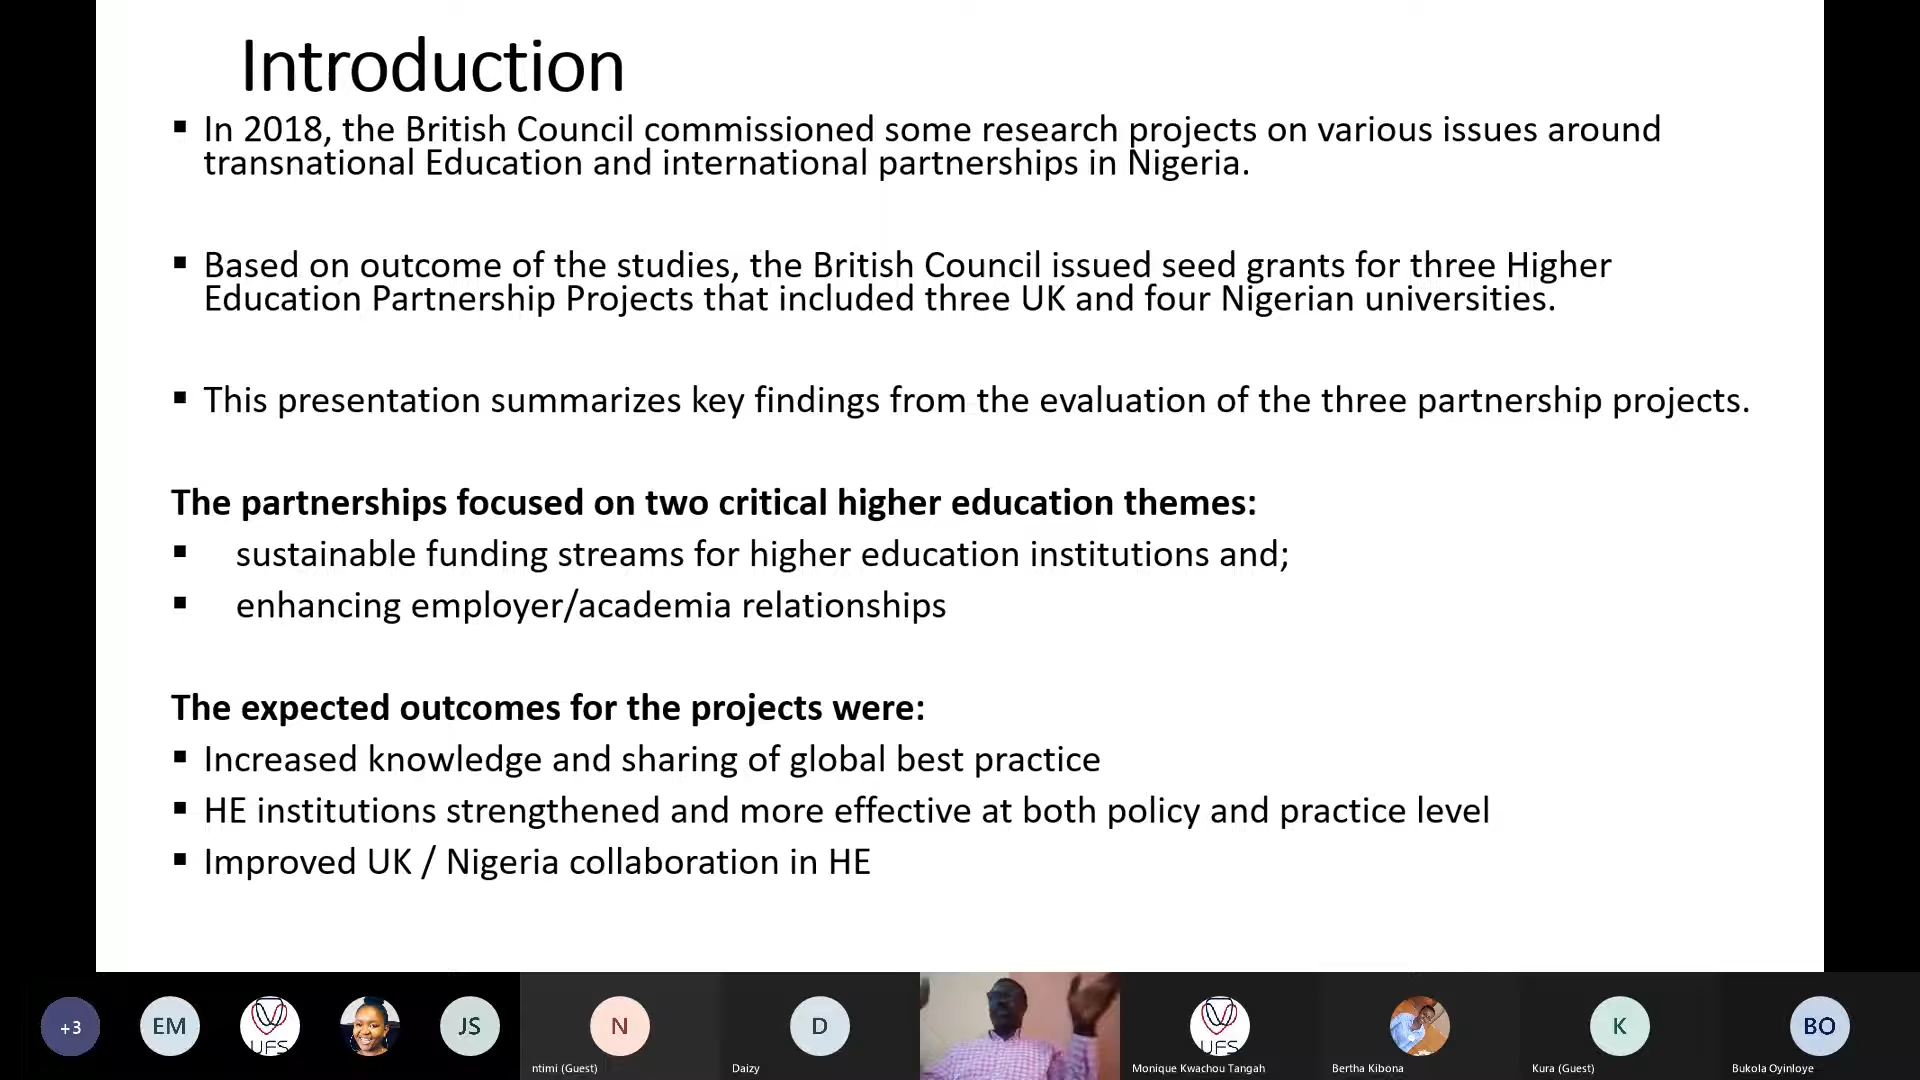 Introduction
▪ In 2018, the British Council commissioned some research projects on various issues around
transnational Education and international partnerships in Nigeria.
▪ Based on outcome of the studies, the British Council issued seed grants for three Higher
Education Partnership Projects that included three UK and four Nigerian universities.
▪ This presentation summarizes key findings from the evaluation of the three partnership projects.
The partnerships focused on two critical higher education themes:
▪ sustainable funding streams for higher education institutions and;
▪ enhancing employer/academia relationships
The expected outcomes for the projects were:
▪ Increased knowledge and sharing of global best practice
▪ HE institutions strengthened and more effective at both policy and practice level
▪ Improved UK / Nigeria collaboration in HE
+3
EM
UFS
JS
N
ntimi (Guest)
D
Daizy
UFS
Monique Kwachou Tangah
Bertha Kibona
K
Kura (Guest)
BO
Bukola Oyinloye